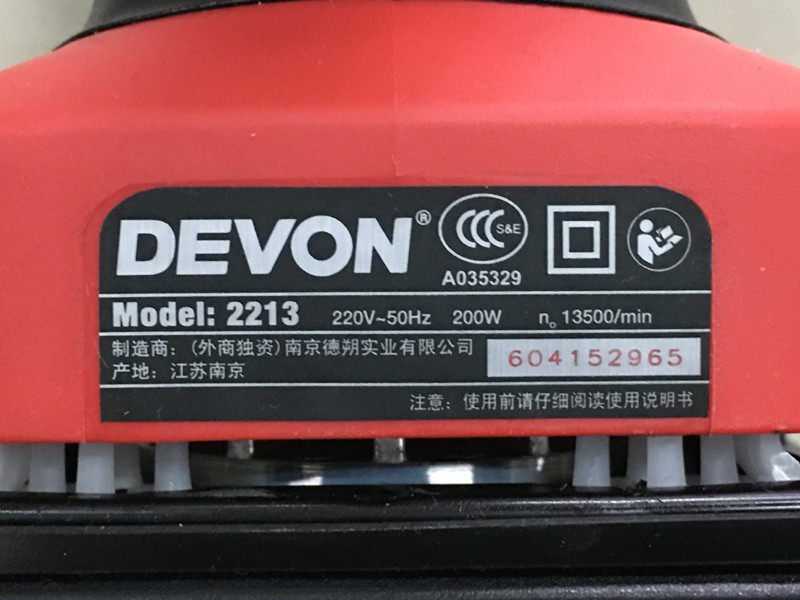 DEVON®
CCC S&E
A035329
Model: 2213 220V~50Hz 200W n₀ 13500/min
制造商：(外商独资)南京德朔实业有限公司
产地：江苏南京
604152965
注意：使用前请仔细阅读使用说明书